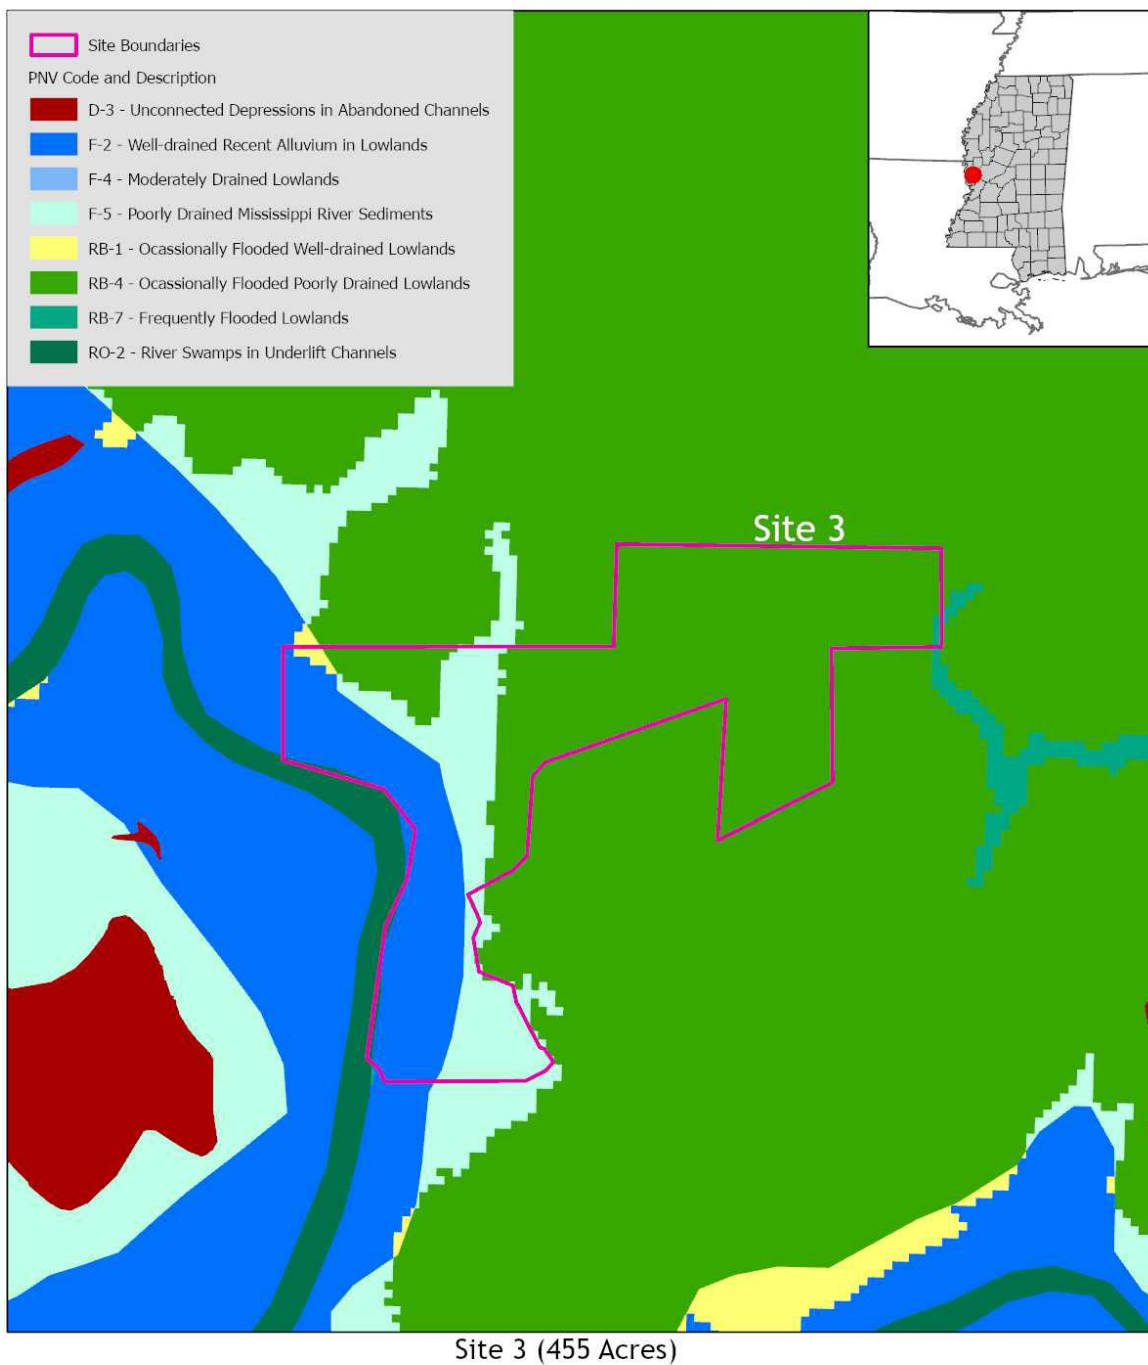 Site Boundaries
PNV Code and Description
D-3 - Unconnected Depressions in Abandoned Channels
F-2 - Well-drained Recent Alluvium in Lowlands
F-4 - Moderately Drained Lowlands
F-5 - Poorly Drained Mississippi River Sediments
RB-1 - Ocassionally Flooded Well-drained Lowlands
RB-4 - Ocassionally Flooded Poorly Drained Lowlands
RB-7 - Frequently Flooded Lowlands
RO-2 - River Swamps in Underlift Channels
Site 3
Site 3 (455 Acres)